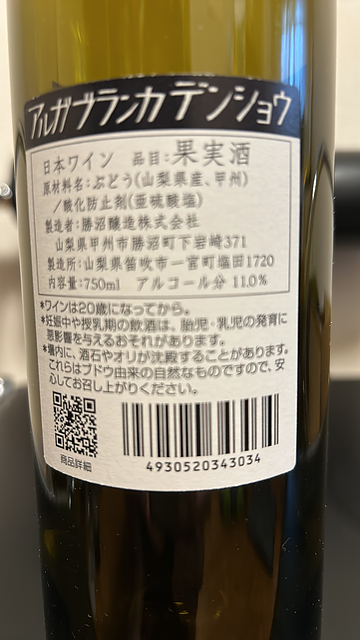 アルガブランカ デンショウ
日本ワイン 品目:果実酒
原材料名:ぶどう(山梨県産、甲州)
/酸化防止剤(亜硫酸塩)
製造者:勝沼醸造株式会社
山梨県甲州市勝沼町下岩崎371
製造所:山梨県笛吹市一宮町塩田1720
内容量:750ml アルコール分 11.0%
*ワインは20歳になってから。
*妊娠中や授乳期の飲酒は、胎児・乳児の発育に
悪影響を与えるおそれがあります。
*壜内に、酒石やオリが沈殿することがあります。
これらはブドウ由来の自然なものですので、安
心してお召し上がりください。
商品詳細
4930520343034